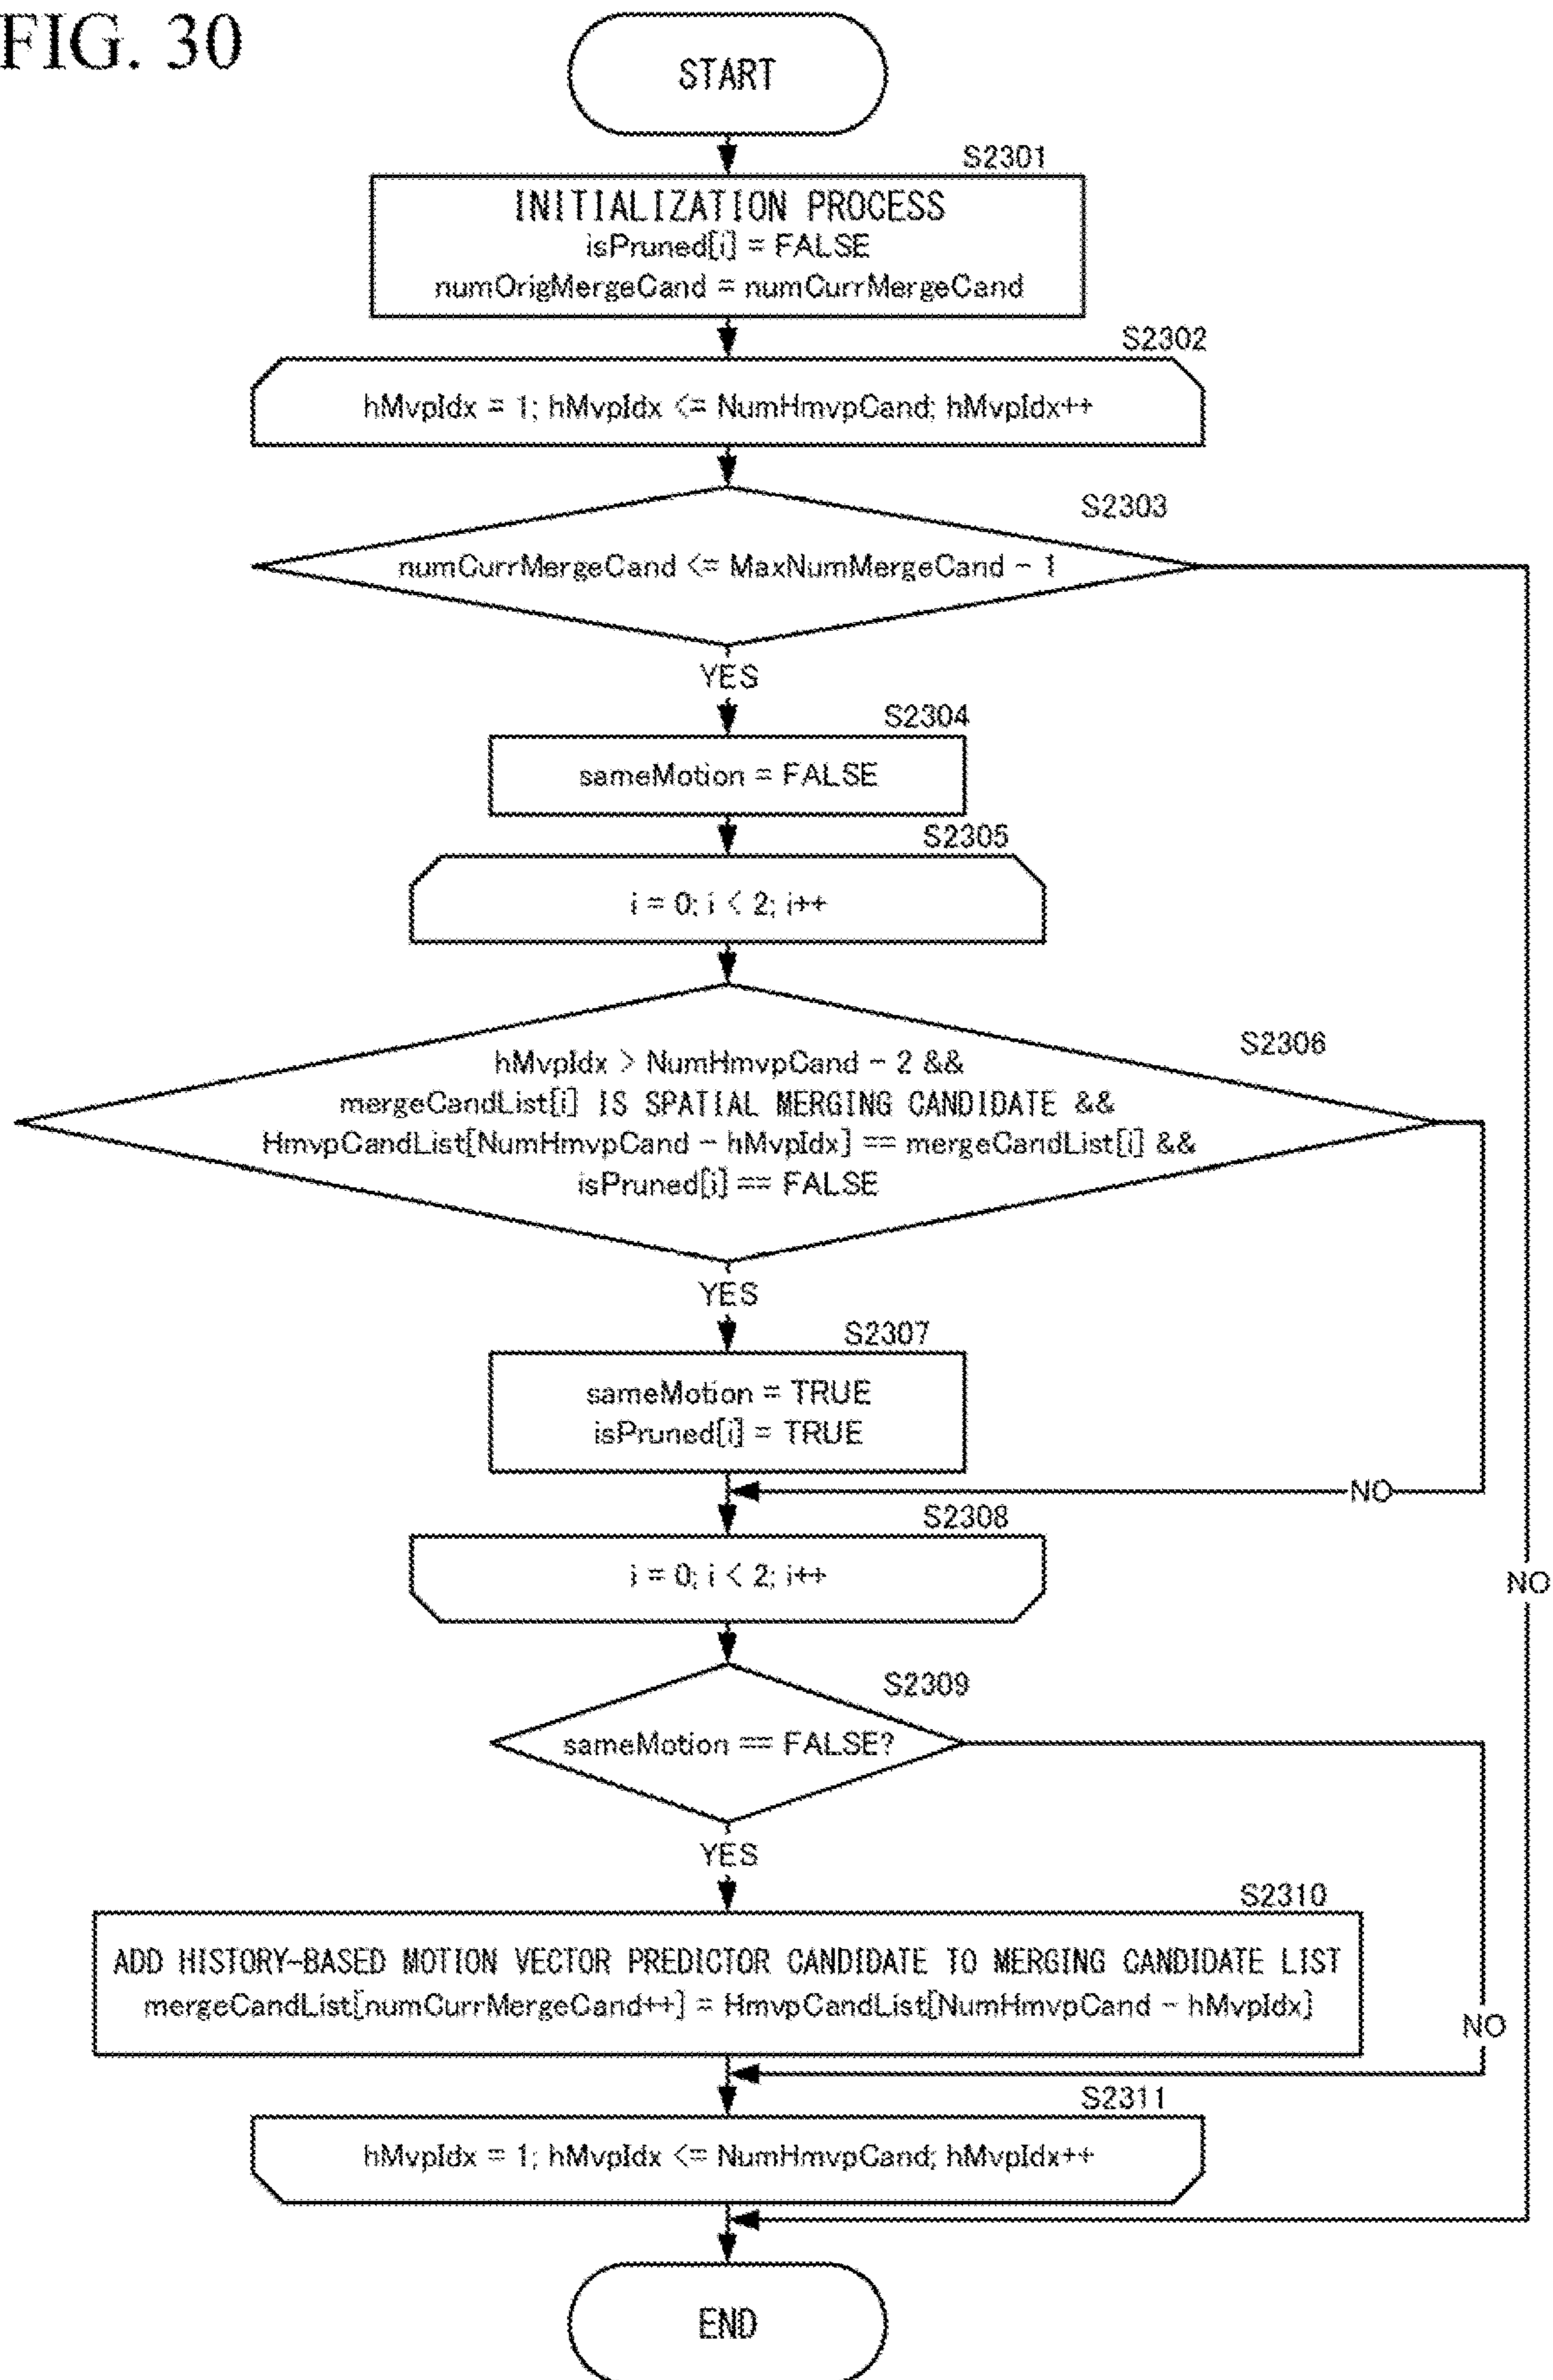 FIG. 30
START
S2301
INITIALIZATION PROCESS
isPruned[i] = FALSE
numOrigMergeCand = numCurrMergeCand
S2302
hMvpIdx = 1; hMvpIdx <= NumHmvpCand; hMvpIdx++
S2303
numCurrMergeCand <= MaxNumMergeCand - 1
YES
S2304
sameMotion = FALSE
S2305
i = 0; i < 2; i++
S2306
hMvpIdx > NumHmvpCand - 2 &&
mergeCandList[i] IS SPATIAL MERGING CANDIDATE &&
HmvpCandList[NumHmvpCand - hMvpIdx] == mergeCandList[i] &&
isPruned[i] == FALSE
YES
S2307
sameMotion = TRUE
isPruned[i] = TRUE
NO
S2308
i = 0; i < 2; i++
NO
S2309
sameMotion == FALSE?
YES
S2310
ADD HISTORY-BASED MOTION VECTOR PREDICTOR CANDIDATE TO MERGING CANDIDATE LIST
mergeCandList[numCurrMergeCand++] = HmvpCandList[NumHmvpCand - hMvpIdx]
NO
S2311
hMvpIdx = 1; hMvpIdx <= NumHmvpCand; hMvpIdx++
END